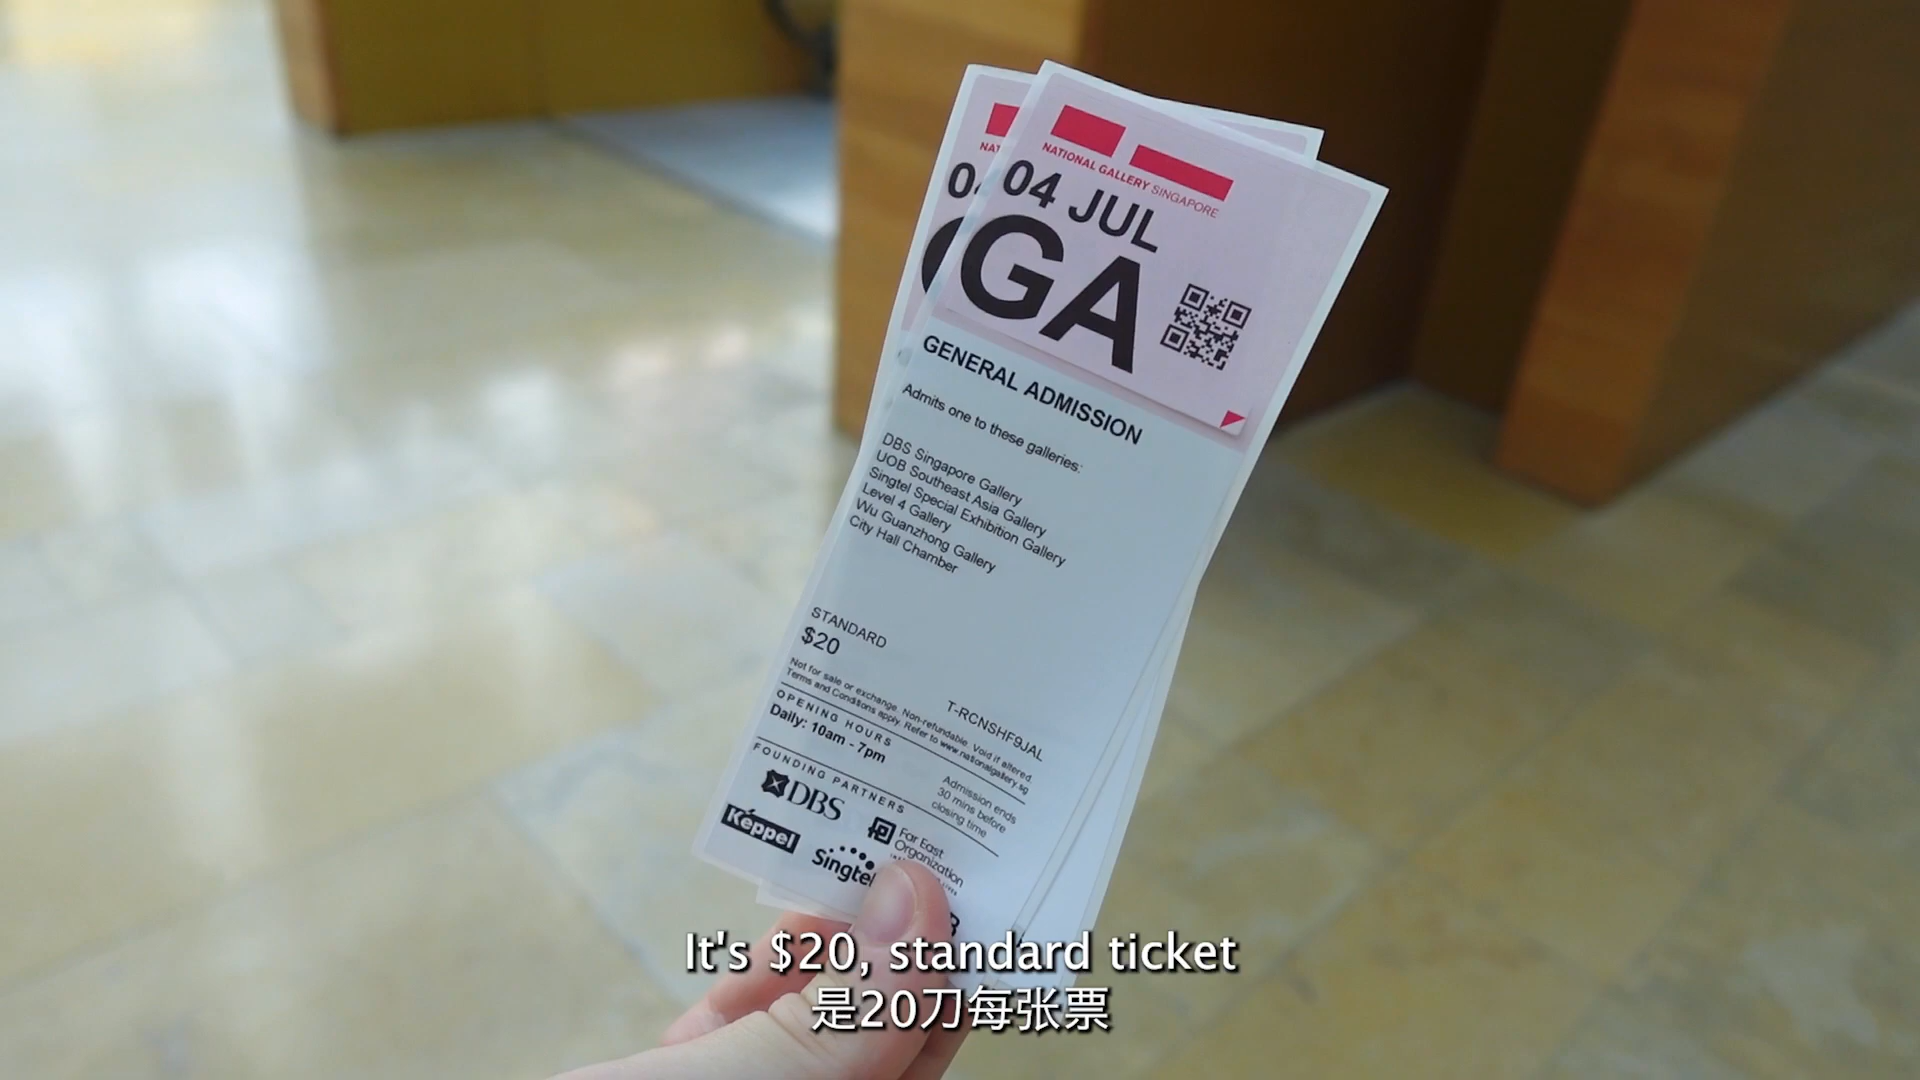 NAT
04
NATIONAL GALLERY SINGAPORE
04 JUL
GA
GENERAL ADMISSION
Admits one to these galleries:
DBS Singapore Gallery
UOB Southeast Asia Gallery
Singtel Special Exhibition Gallery
Level 4 Gallery
Wu Guanzhong Gallery
City Hall Chamber
STANDARD
$20
T-RCNSHF9JAL
Not for sale or exchange. Non-refundable. Void if altered.
Terms and Conditions apply. Refer to www.nationalgallery.sg
OPENING HOURS
Daily: 10am - 7pm
Admission ends
30 mins before
closing time
FOUNDING PARTNERS
DBS
Far East
Organization
Keppel
Singtel
It's $20, standard ticket
是20刀每张票